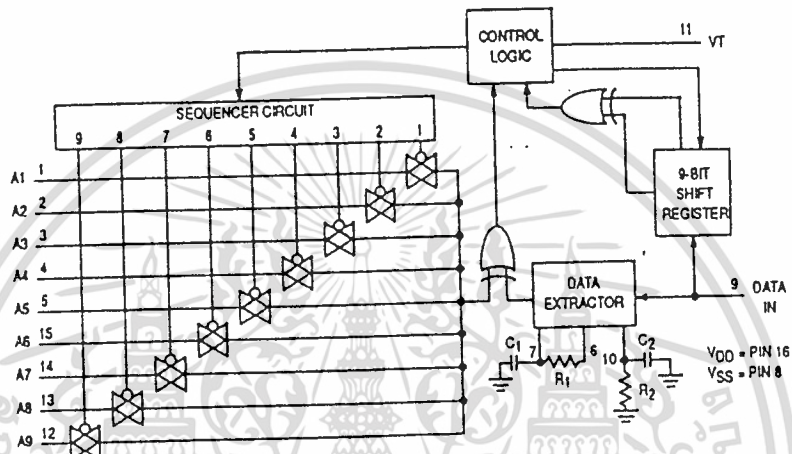 CONTROL
LOGIC
11
VT
SEQUENCER CIRCUIT
9 8 7 6 5 4 3 2 1
A1 1
A2 2
A3 3
A4 4
A5 5
A6 15
A7 14
A8 13
A9 12
9-BIT
SHIFT
REGISTER
DATA
EXTRACTOR
9 DATA
IN
C1 7 R1 6 10 C2
R2
VDD = PIN 16
VSS = PIN 8